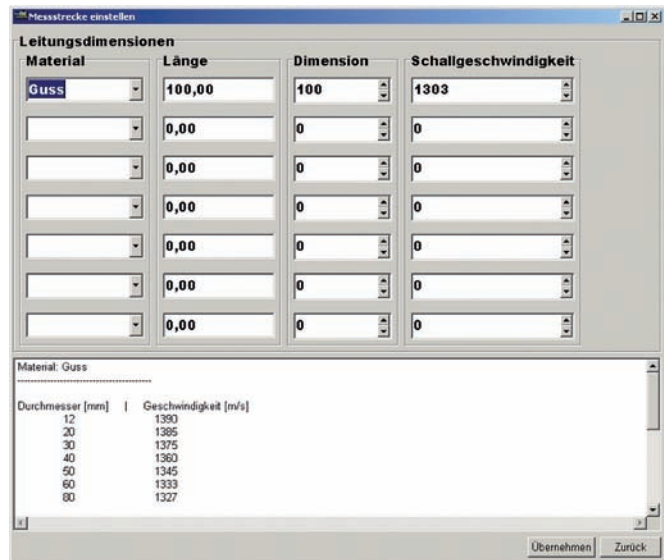 Messstrecke einstellen
Leitungsdimensionen
Material Länge Dimension Schallgeschwindigkeit
Guss 100,00 100 1303
0,00 0 0
0,00 0 0
0,00 0 0
0,00 0 0
0,00 0 0
0,00 0 0
Material: Guss
----------------------------------------
Durchmesser [mm] | Geschwindigkeit [m/s]
12 1390
20 1385
30 1375
40 1360
50 1345
60 1333
80 1327
Übernehmen Zurück